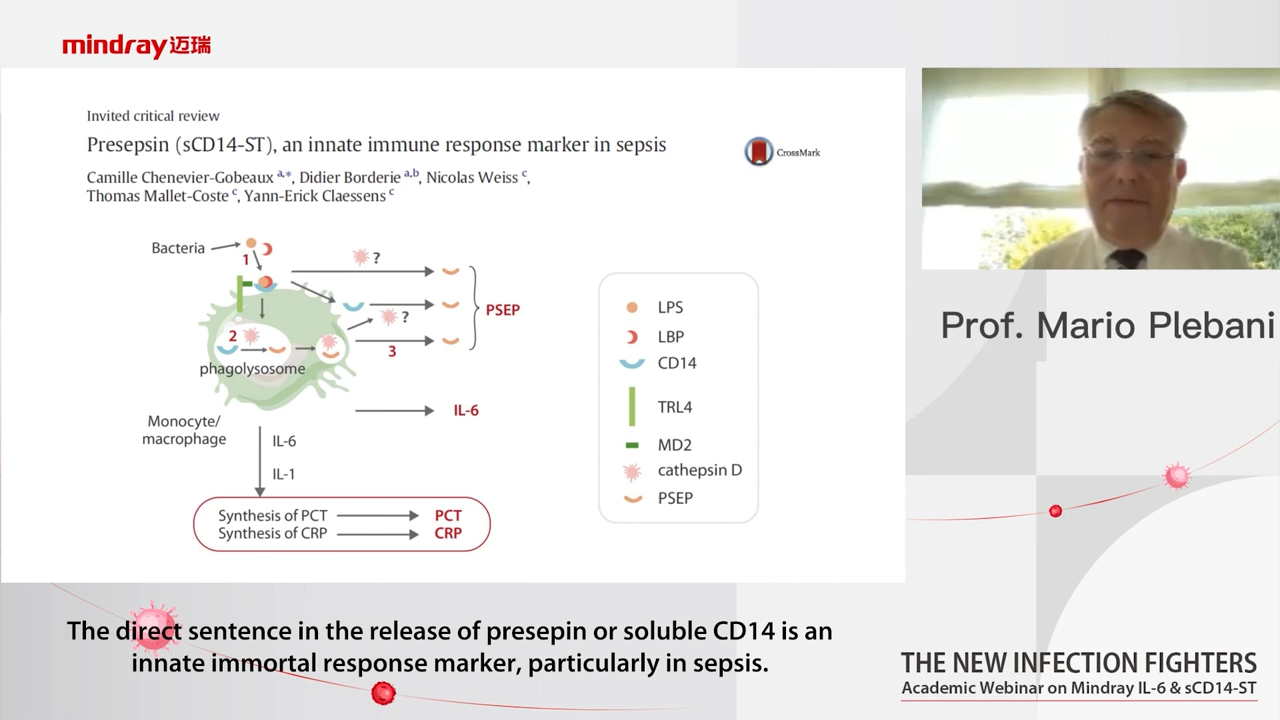 mindray迈瑞
Invited critical review
Presepsin (sCD14-ST), an innate immune response marker in sepsis
CrossMark
Camille Chenevier-Gobeaux a,*, Didier Borderie a,b, Nicolas Weiss c,
Thomas Mallet-Coste c, Yann-Erick Claessens c
Bacteria
1
?
2
?
3
PSEP
phagolysosome
Monocyte/
macrophage
IL-6
IL-6
IL-1
Synthesis of PCT
PCT
Synthesis of CRP
CRP
LPS
LBP
CD14
TRL4
MD2
cathepsin D
PSEP
Prof. Mario Plebani
The direct sentence in the release of presepin or soluble CD14 is an
innate immortal response marker, particularly in sepsis.
THE NEW INFECTION FIGHTERS
Academic Webinar on Mindray IL-6 & sCD14-ST